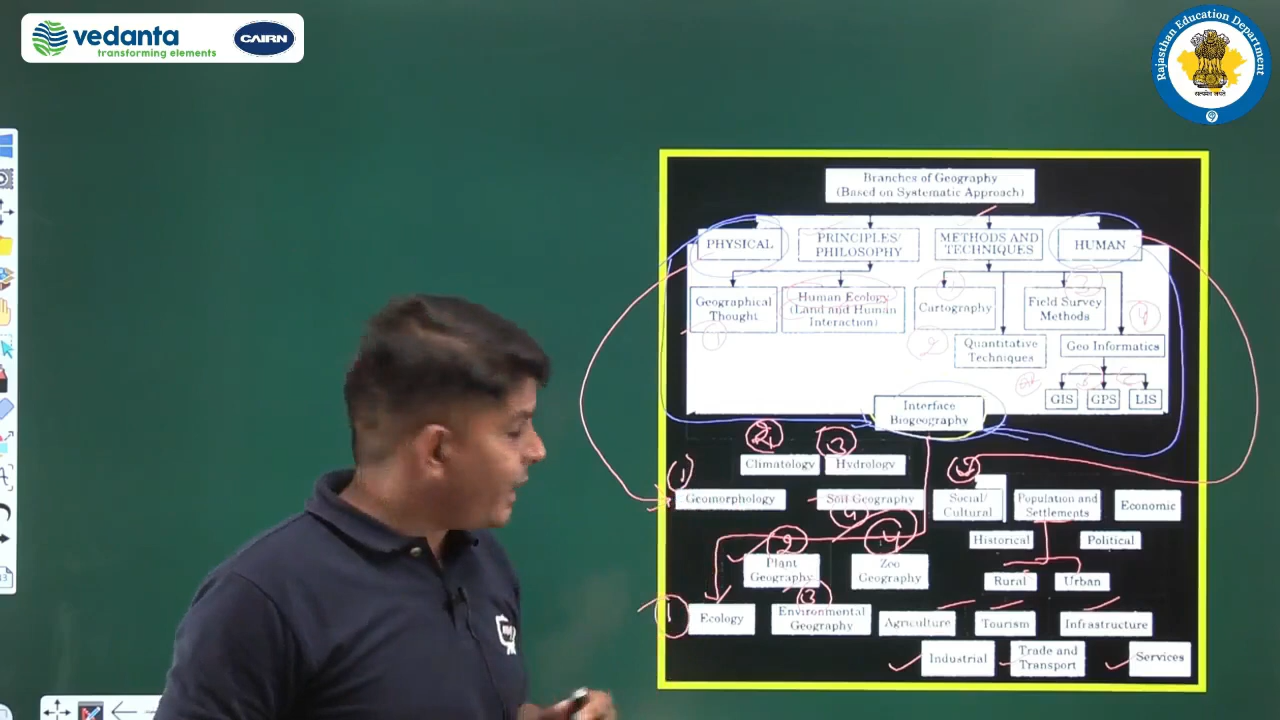 vedanta
transforming elements
CAIRN
Rajasthan Education Department
सत्यमेव जयते
Branches of Geography
(Based on Systematic Approach)
PHYSICAL
PRINCIPLES/
PHILOSOPHY
METHODS AND
TECHNIQUES
HUMAN
Geographical
Thought
Human Ecology
(Land and Human
Interaction)
Cartography
Field Survey
Methods
Quantitative
Techniques
Geo Informatics
GIS
GPS
LIS
Interface
Biogeography
Climatology
Hydrology
Geomorphology
Soil Geography
Social/
Cultural
Population and
Settlements
Economic
Historical
Political
Plant
Geography
Zoo
Geography
Rural
Urban
Ecology
Environmental
Geography
Agriculture
Tourism
Infrastructure
Industrial
Trade and
Transport
Services